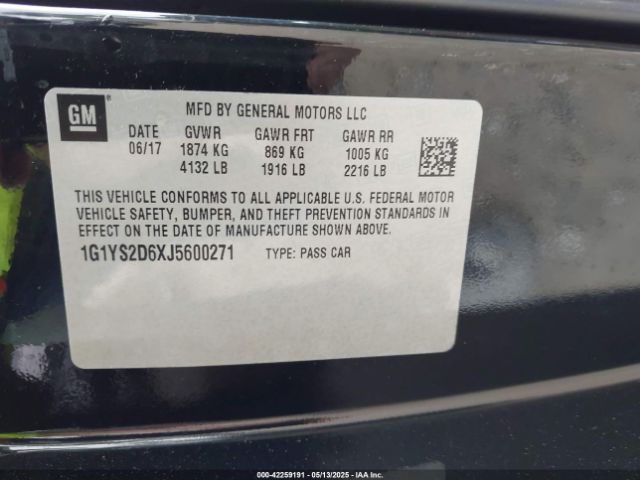 GM ®
MFD BY GENERAL MOTORS LLC
DATE GVWR GAWR FRT GAWR RR
06/17 1874 KG 869 KG 1005 KG
4132 LB 1916 LB 2216 LB
THIS VEHICLE CONFORMS TO ALL APPLICABLE U.S. FEDERAL MOTOR
VEHICLE SAFETY, BUMPER, AND THEFT PREVENTION STANDARDS IN
EFFECT ON THE DATE OF MANUFACTURE SHOWN ABOVE.
1G1YS2D6XJ5600271 TYPE: PASS CAR
000-42259191 - 05/13/2025 - IAA Inc.